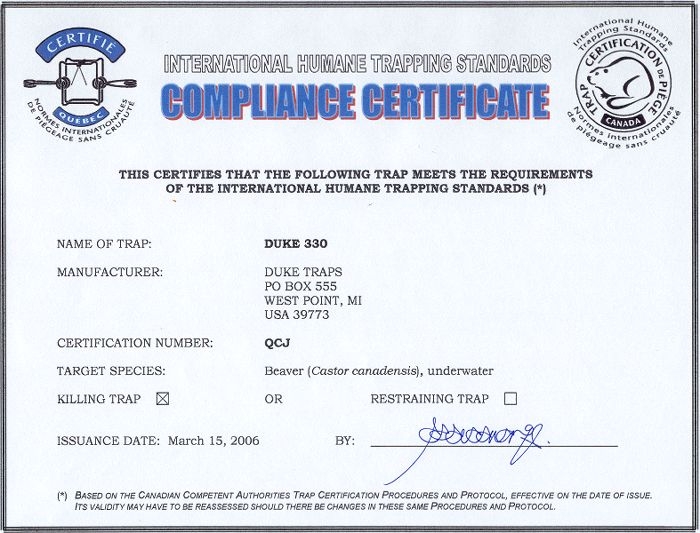 CERTIFIÉ
QUÉBEC
NORMES INTERNATIONALES
DE PIÉGEAGE SANS CRUAUTÉ
INTERNATIONAL HUMANE TRAPPING STANDARDS
COMPLIANCE CERTIFICATE
International Humane
Trapping Standards
TRAP CERTIFICATION DE PIÈGE
CANADA
Normes internationales
de piégeage sans cruauté
THIS CERTIFIES THAT THE FOLLOWING TRAP MEETS THE REQUIREMENTS
OF THE INTERNATIONAL HUMANE TRAPPING STANDARDS (*)
NAME OF TRAP: DUKE 330
MANUFACTURER: DUKE TRAPS
PO BOX 555
WEST POINT, MI
USA 39773
CERTIFICATION NUMBER: QCJ
TARGET SPECIES: Beaver (Castor canadensis), underwater
KILLING TRAP ☒ OR RESTRAINING TRAP ☐
ISSUANCE DATE: March 15, 2006 BY:
(*) BASED ON THE CANADIAN COMPETENT AUTHORITIES TRAP CERTIFICATION PROCEDURES AND PROTOCOL, EFFECTIVE ON THE DATE OF ISSUE.
ITS VALIDITY MAY HAVE TO BE REASSESSED SHOULD THERE BE CHANGES IN THESE SAME PROCEDURES AND PROTOCOL.